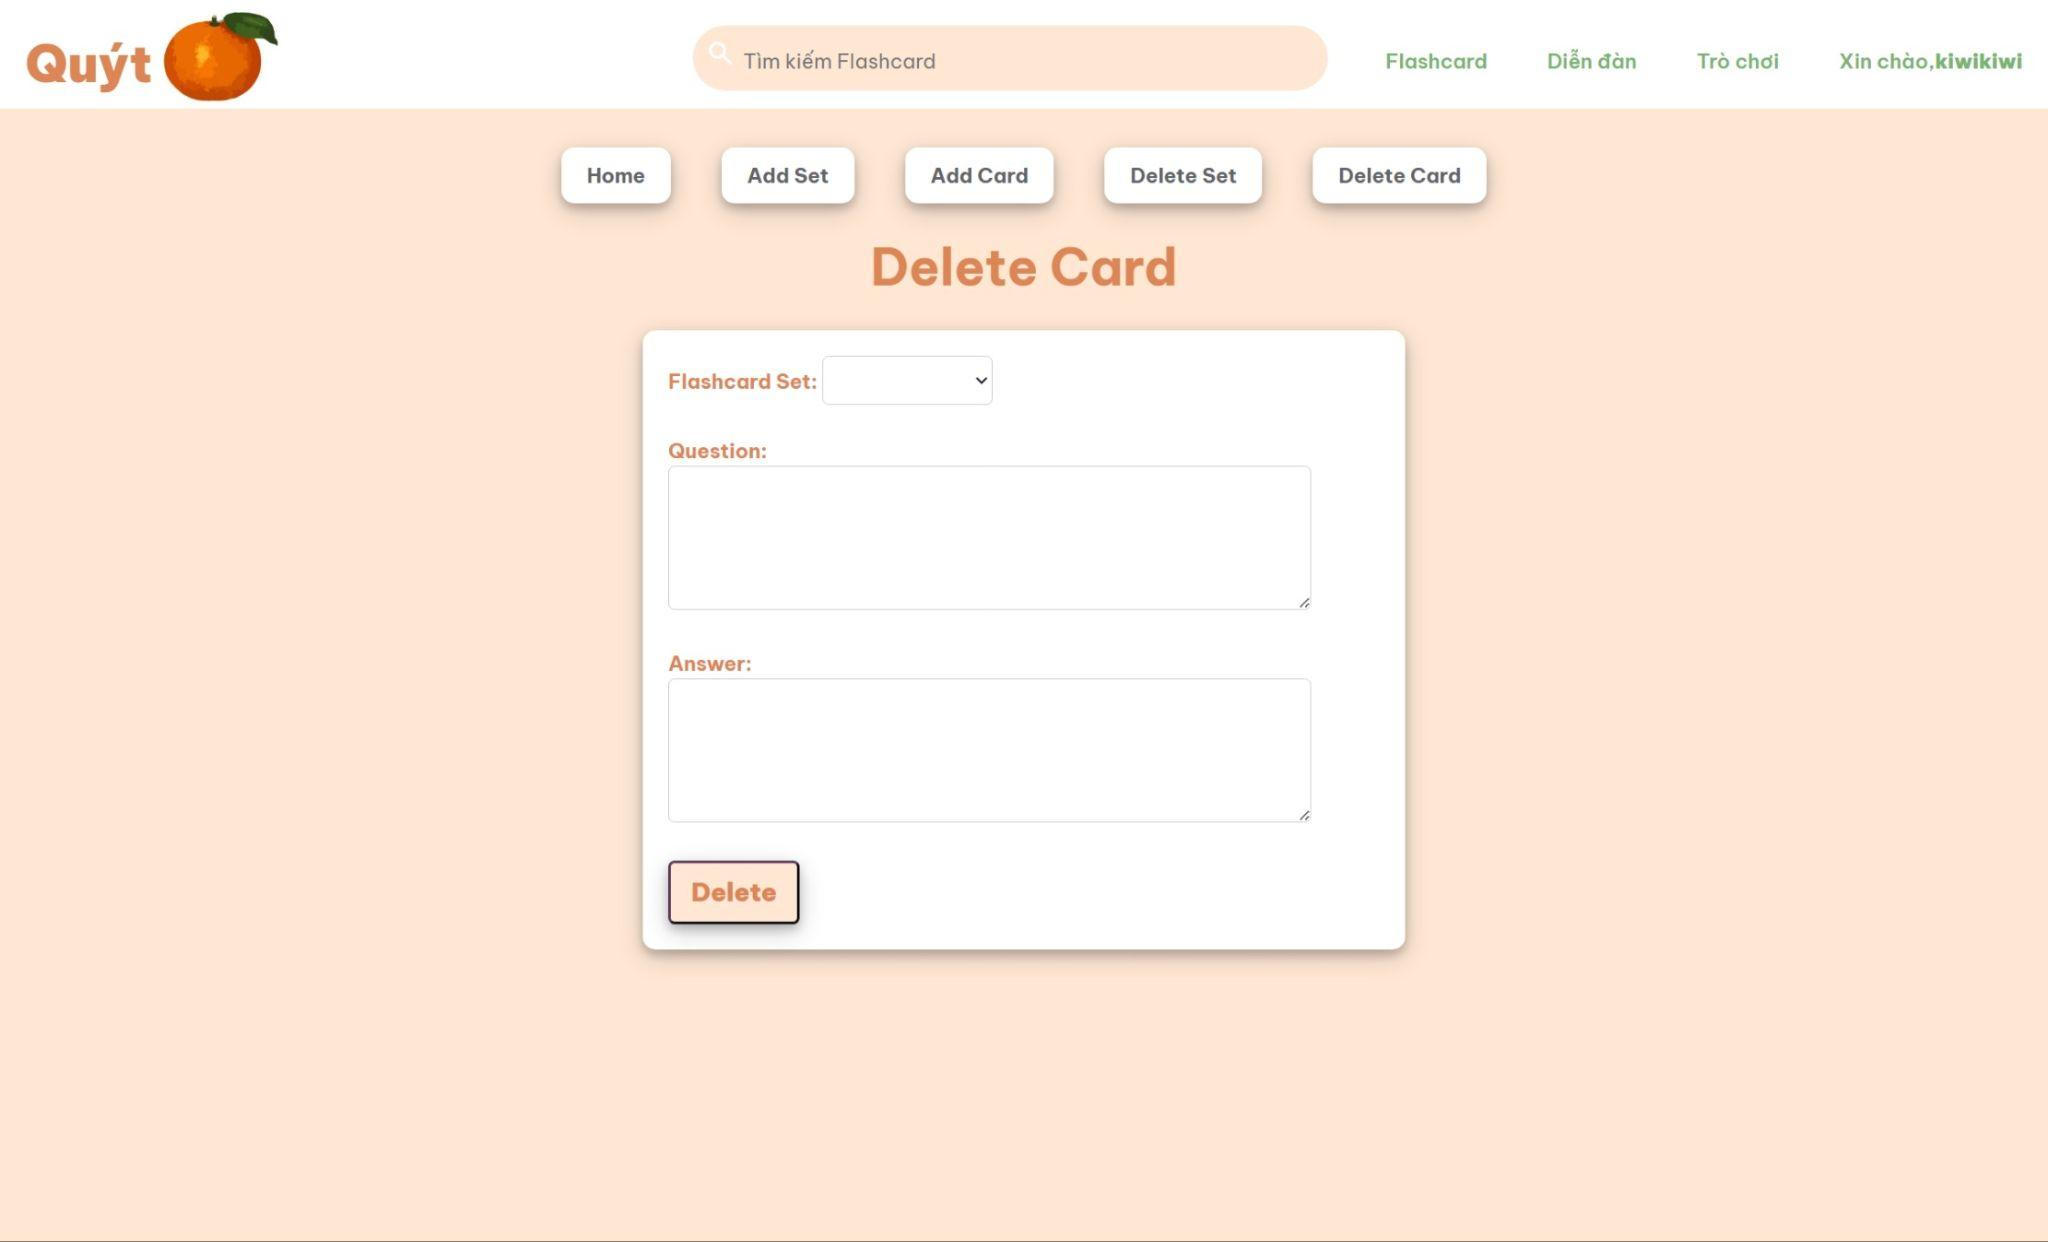 Quýt
Tìm kiếm Flashcard
Flashcard
Diễn đàn
Trò chơi
Xin chào,kiwikiwi
Home
Add Set
Add Card
Delete Set
Delete Card
Delete Card
Flashcard Set:
Question:
Answer:
Delete